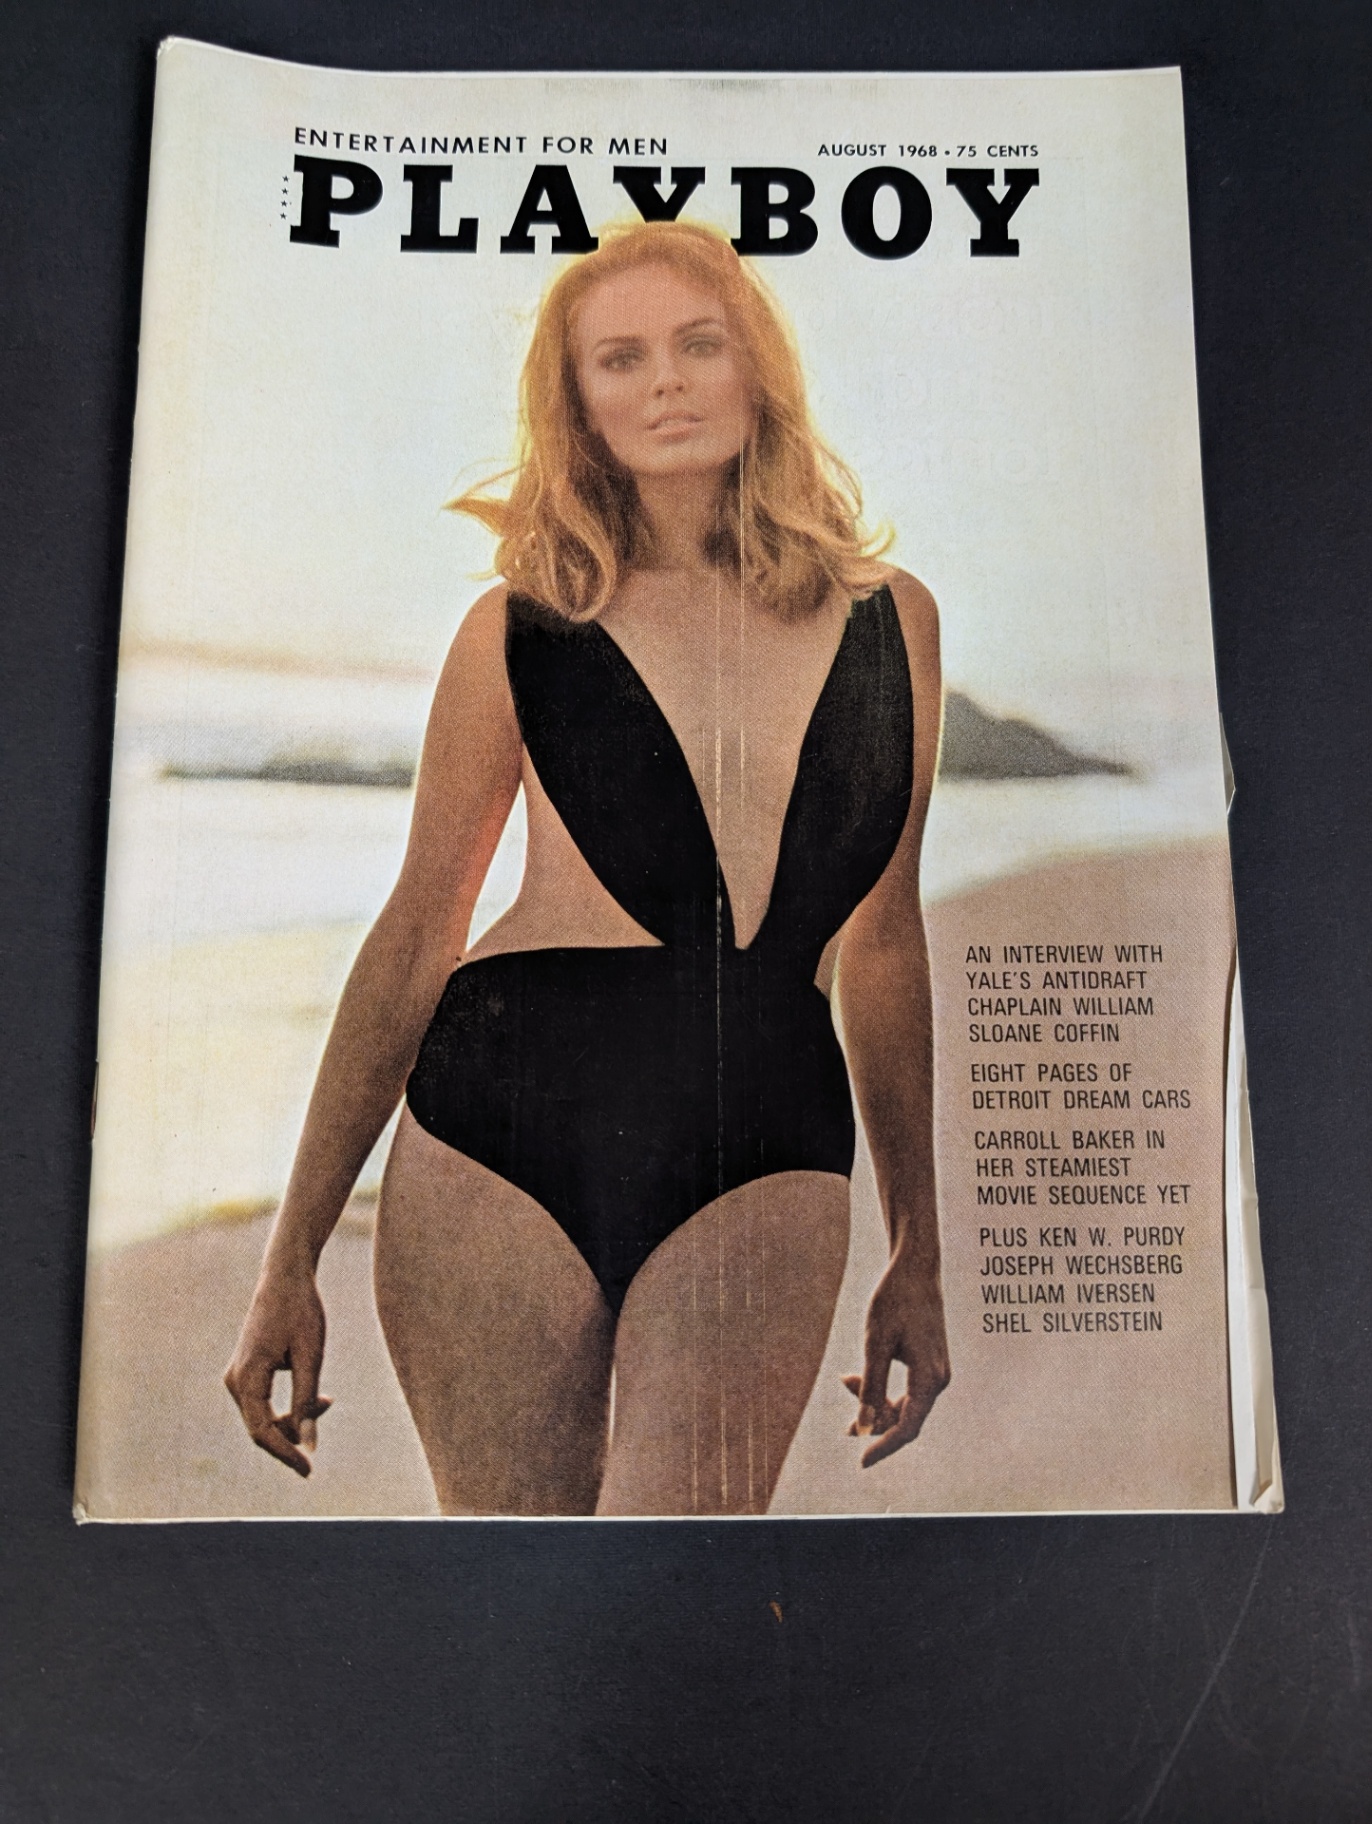 ENTERTAINMENT FOR MEN
AUGUST 1968 • 75 CENTS
PLAYBOY
AN INTERVIEW WITH
YALE'S ANTIDRAFT
CHAPLAIN WILLIAM
SLOANE COFFIN
EIGHT PAGES OF
DETROIT DREAM CARS
CARROLL BAKER IN
HER STEAMIEST
MOVIE SEQUENCE YET
PLUS KEN W. PURDY
JOSEPH WECHSBERG
WILLIAM IVERSEN
SHEL SILVERSTEIN